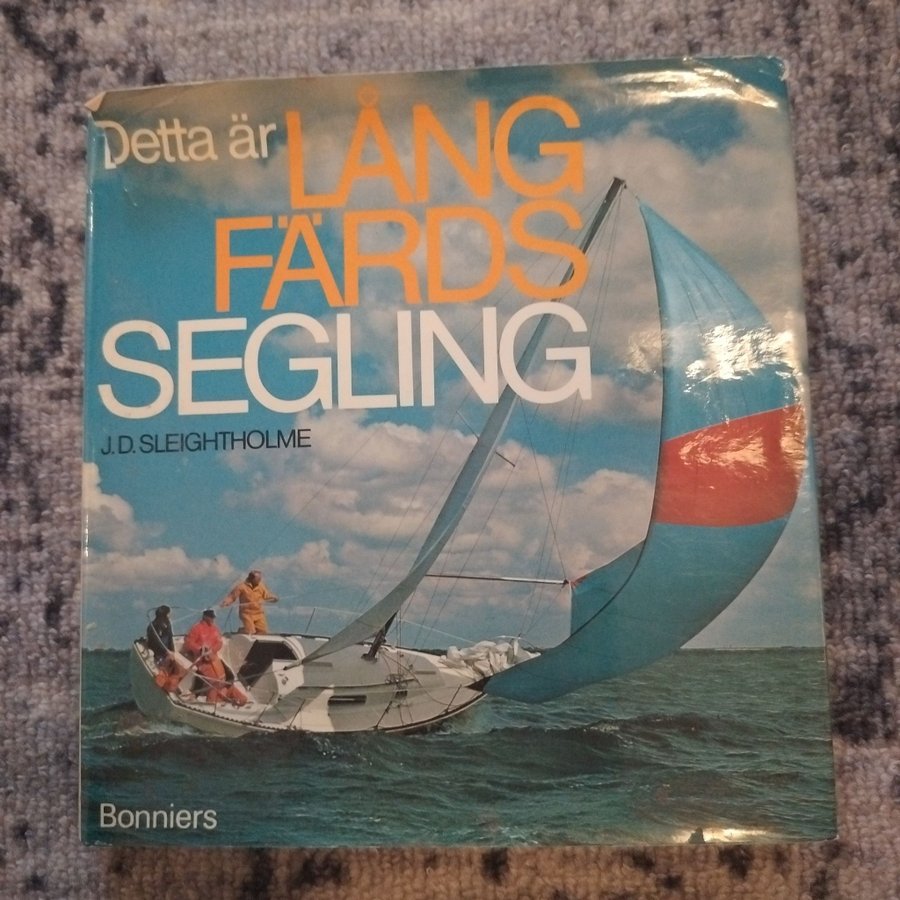 Detta är LÅNG
FÄRDS
SEGLING
J.D. SLEIGHTHOLME
Bonniers